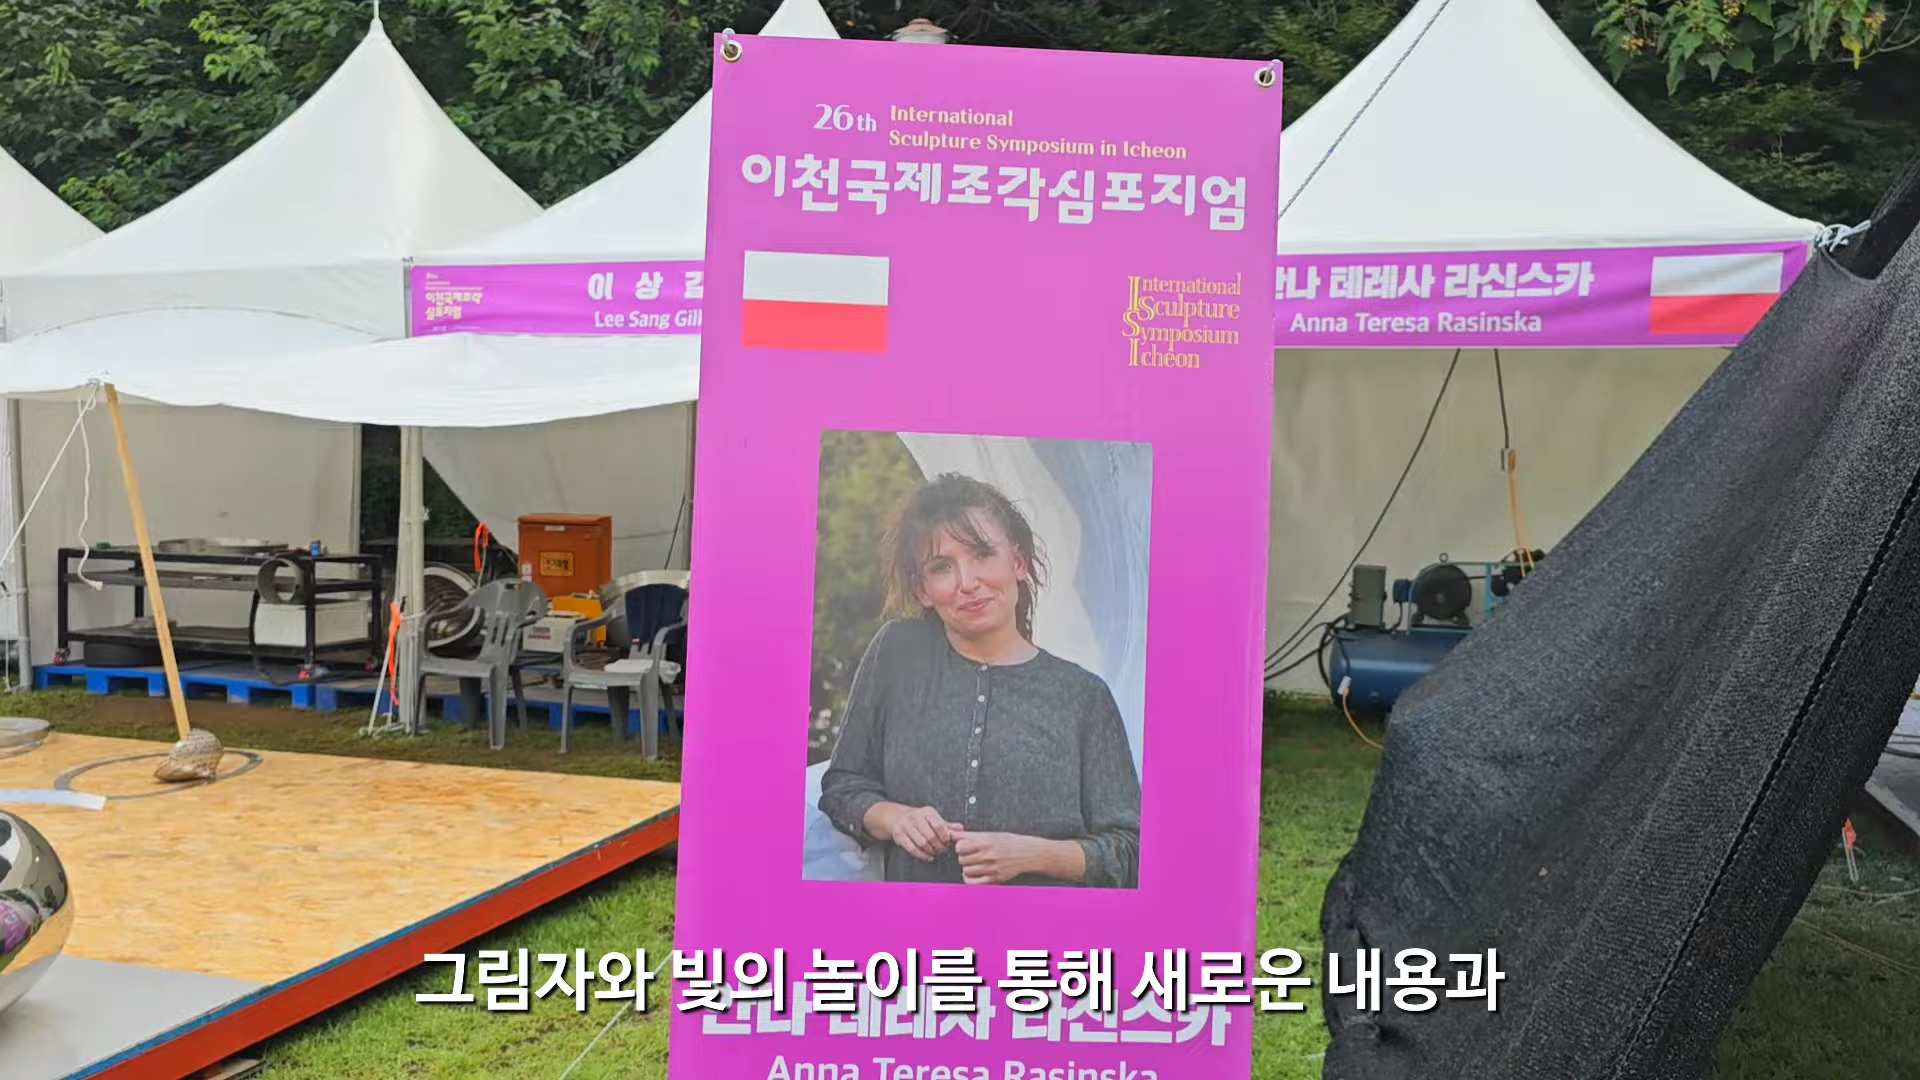 26th International
Sculpture Symposium in Icheon
이천국제조각심포지엄
International
Sculpture
Symposium
Icheon
이천국제조각
심포지엄
이 상 길
Lee Sang Gil
안나 테레사 라신스카
Anna Teresa Rasinska
그림자와 빛의 놀이를 통해 새로운 내용과
안나 테레사 라신스카
Anna Teresa Rasinska